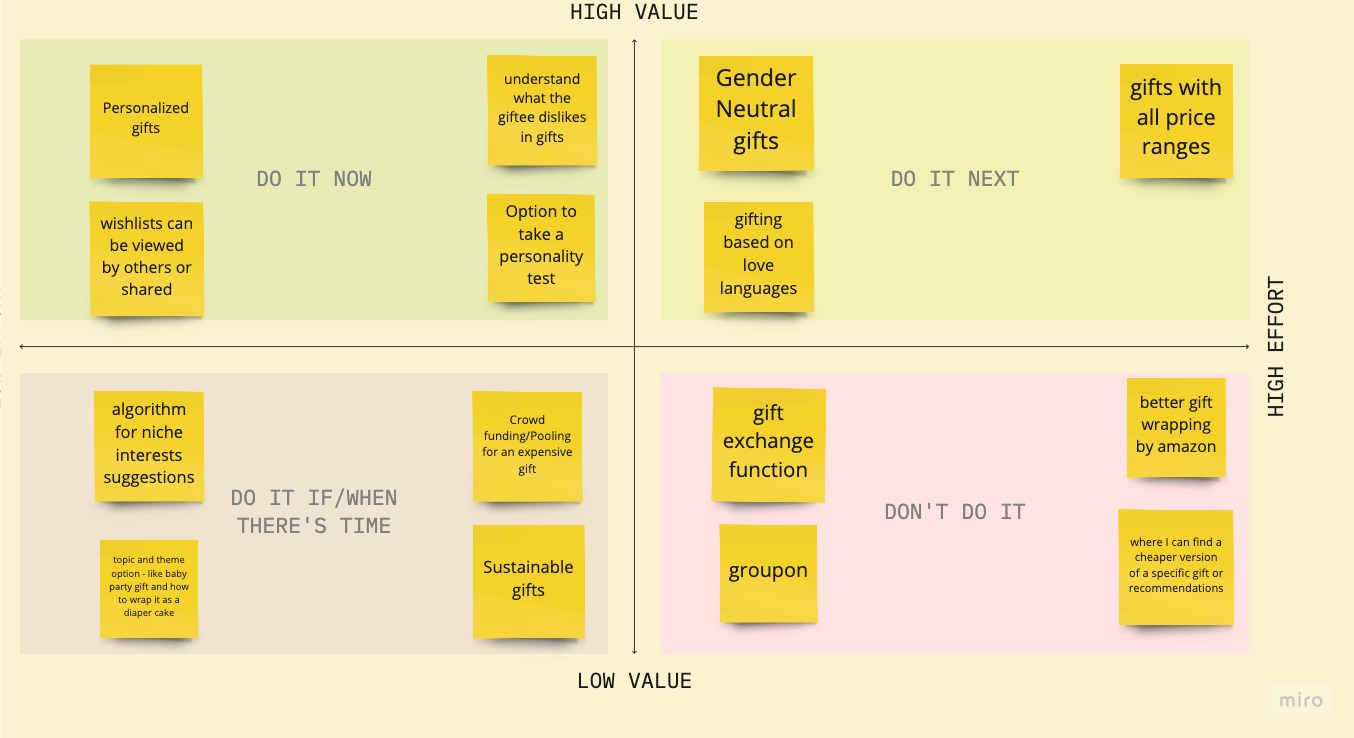 HIGH VALUE
Personalized
gifts
understand
what the
giftee dislikes
in gifts
DO IT NOW
wishlists can
be viewed
by others or
shared
Option to
take a
personality
test
Gender
Neutral
gifts
gifts with
all price
ranges
DO IT NEXT
gifting
based on
love
languages
HIGH EFFORT
algorithm
for niche
interests
suggestions
Crowd
funding/Pooling
for an expensive
gift
DO IT IF/WHEN
THERE'S TIME
topic and theme
option - like baby
party gift and how
to wrap it as a
diaper cake
Sustainable
gifts
gift
exchange
function
better gift
wrapping
by amazon
DON'T DO IT
groupon
where I can find a
cheaper version
of a specific gift or
recommendations
LOW VALUE
miro